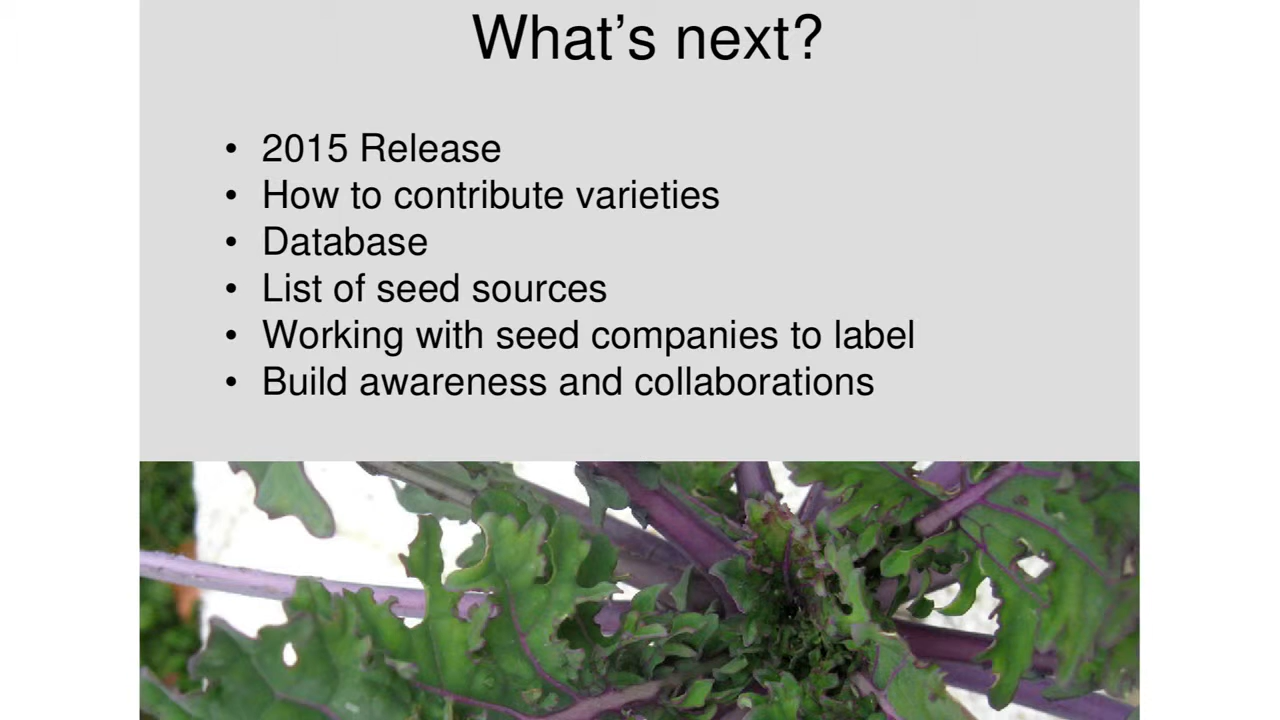 What’s next?
• 2015 Release
• How to contribute varieties
• Database
• List of seed sources
• Working with seed companies to label
• Build awareness and collaborations